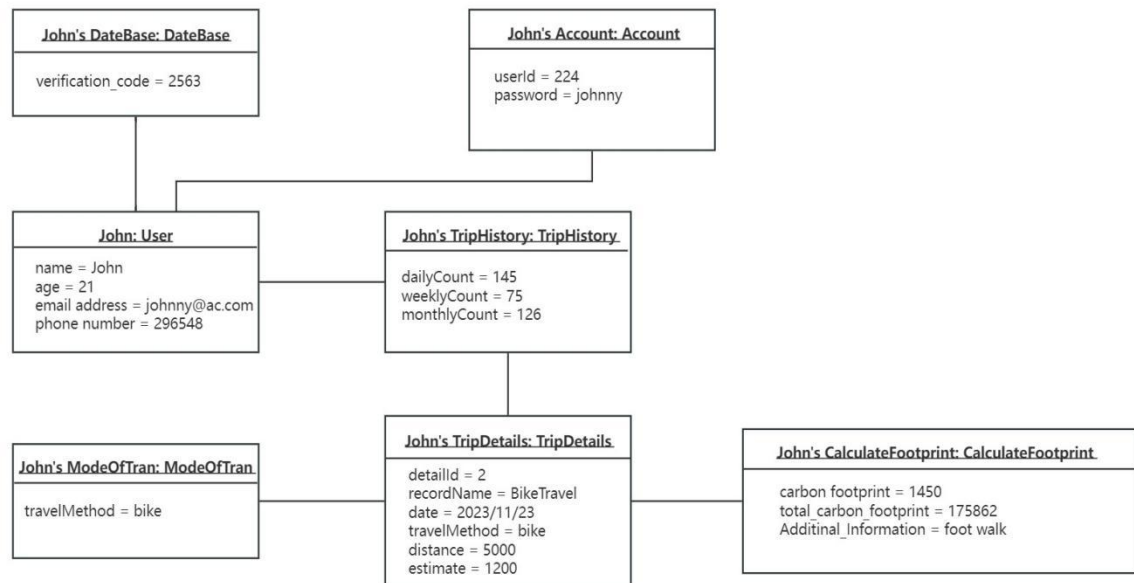 John's DateBase: DateBase
verification_code = 2563
John's Account: Account
userId = 224
password = johnny
John: User
name = John
age = 21
email address = johnny@ac.com
phone number = 296548
John's TripHistory: TripHistory
dailyCount = 145
weeklyCount = 75
monthlyCount = 126
John's ModeOfTran: ModeOfTran
travelMethod = bike
John's TripDetails: TripDetails
detailId = 2
recordName = BikeTravel
date = 2023/11/23
travelMethod = bike
distance = 5000
estimate = 1200
John's CalculateFootprint: CalculateFootprint
carbon footprint = 1450
total_carbon_footprint = 175862
Additinal_Information = foot walk